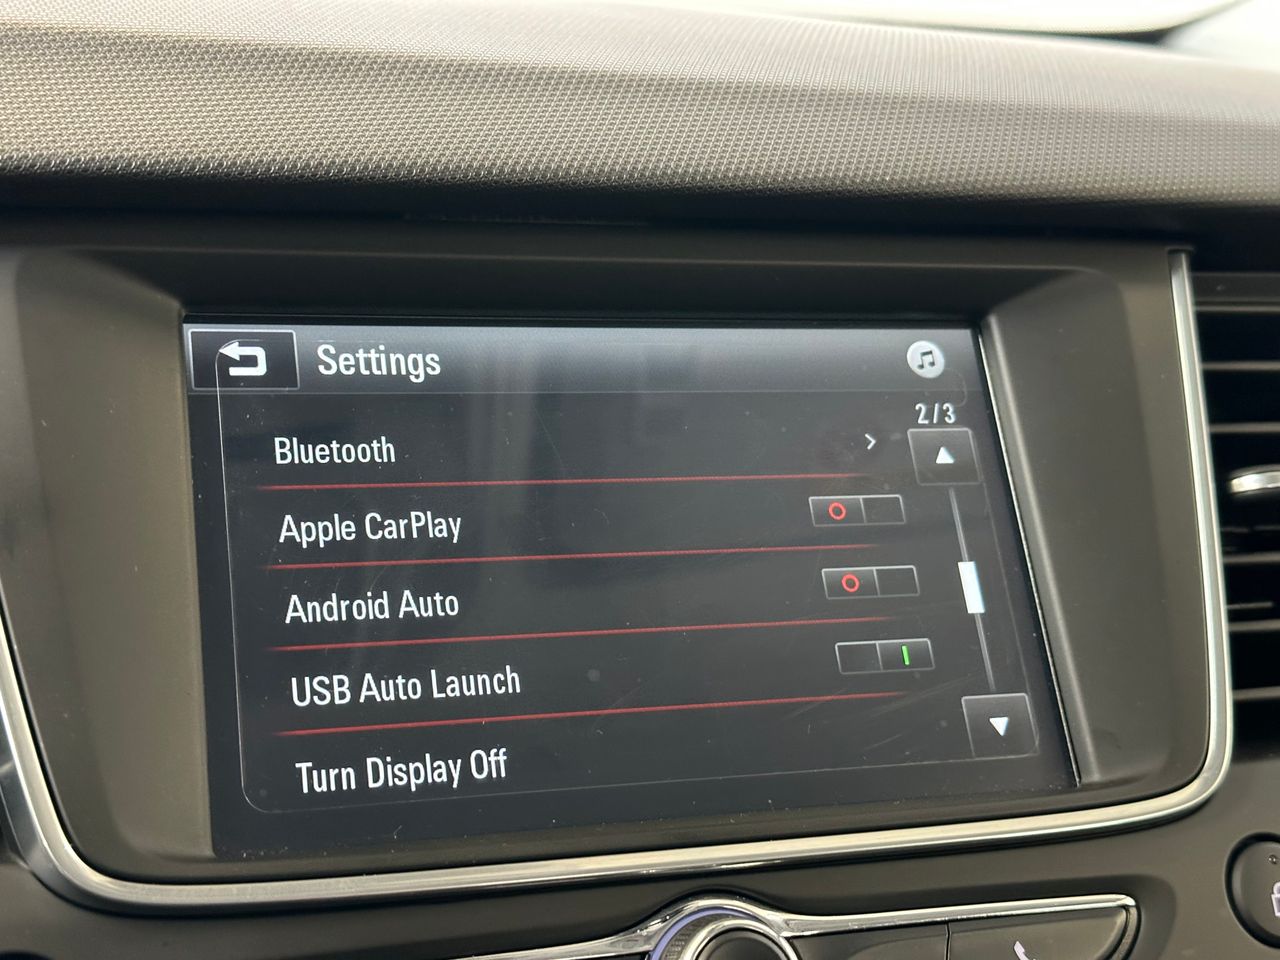 Settings
2/3
Bluetooth
Apple CarPlay
Android Auto
USB Auto Launch
Turn Display Off